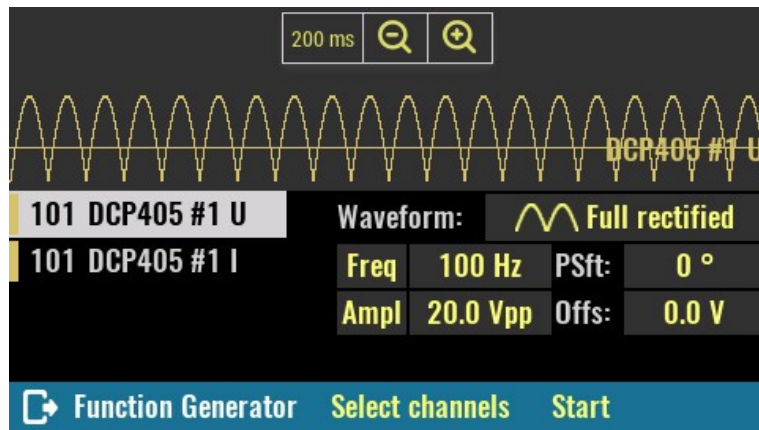 200 ms
DCP405 #1 U
101 DCP405 #1 U
Waveform: Full rectified
101 DCP405 #1 I
Freq 100 Hz PSft: 0 °
Ampl 20.0 Vpp Offs: 0.0 V
Function Generator Select channels Start